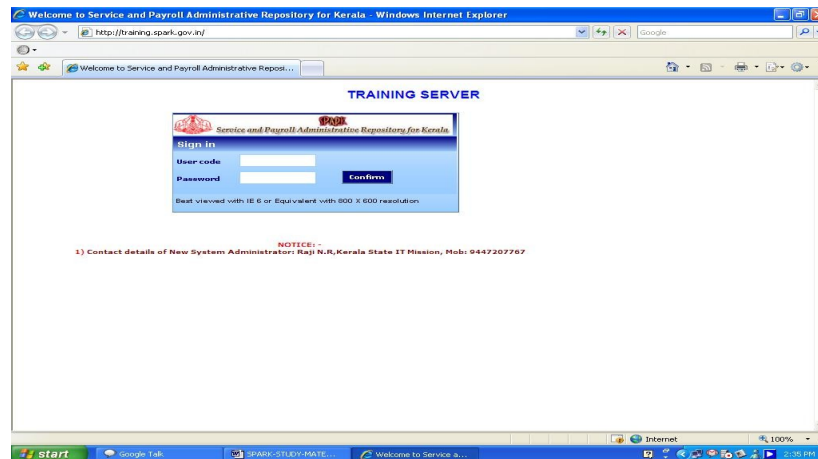 Welcome to Service and Payroll Administrative Repository for Kerala - Windows Internet Explorer
http://training.spark.gov.in/
Google
Welcome to Service and Payroll Administrative Reposi...
TRAINING SERVER
SPARK
Service and Payroll Administrative Repository for Kerala
Sign in
User code
Password
Confirm
Best viewed with IE 6 or Equivalent with 800 X 600 resolution
NOTICE: -
1) Contact details of New System Administrator: Raji N.R,Kerala State IT Mission, Mob: 9447207767
Internet
100%
start
Google Talk
SPARK-STUDY-MATE...
Welcome to Service a...
2:35 PM